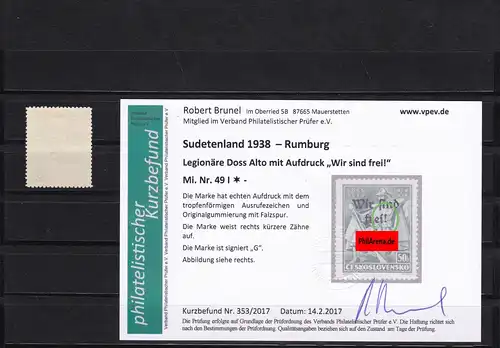 Robert Brunel im Oberried 5B 87665 Mauerstetten www.vpev.de
Mitglied im Verband Philatelistischer Prüfer e.V.
philatelistischer
Kurzbefund
Sudetenland 1938 – Rumburg
Legionäre Doss Alto mit Aufdruck „Wir sind frei!"
Mi. Nr. 49 I ✶ -
Die Marke hat echten Aufdruck mit dem
tropfenförmigen Ausrufezeichen und
Originalgummierung mit Falzspur.
Die Marke weist rechts kürzere Zähne
auf.
Die Marke ist signiert „G".
Abbildung siehe rechts.
Wir sind
frei!
PhilArena.de
50
ČESKOSLOVENSKO
Kurzbefund Nr. 353/2017 Datum: 14.2.2017
Die Prüfung erfolgte auf Grundlage der Prüfordnung des Verbands Philatelistischer Prüfer e.V. Die Haftung richtet sich
nach den Bestimmungen der Prüfordnung. Qualitätsangaben beziehen sich auf den Zustand am Tage der Prüfung.